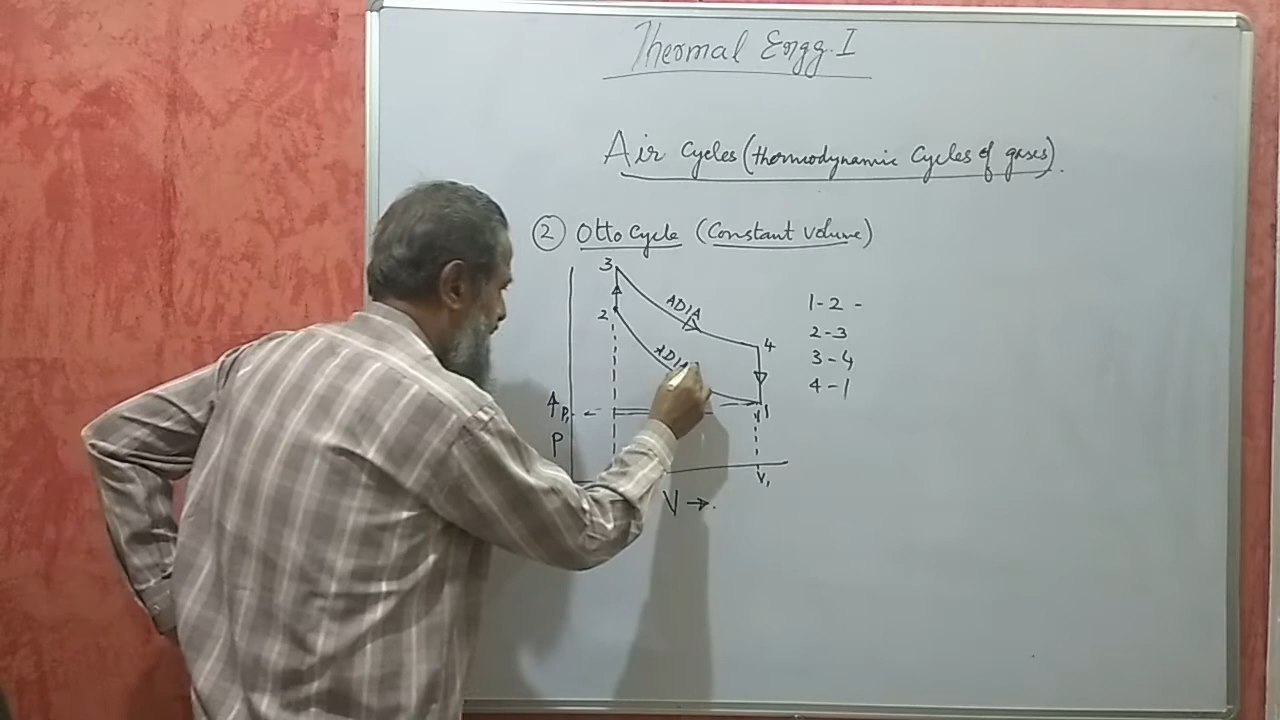 Thermal Engg. I
Air Cycles (thermodynamic Cycles of gases).
② Otto Cycle (Constant volume)
3
ADIA
2
4
ADIA
1
P₁
P
V₁
V →.
1-2 -
2-3
3-4
4-1